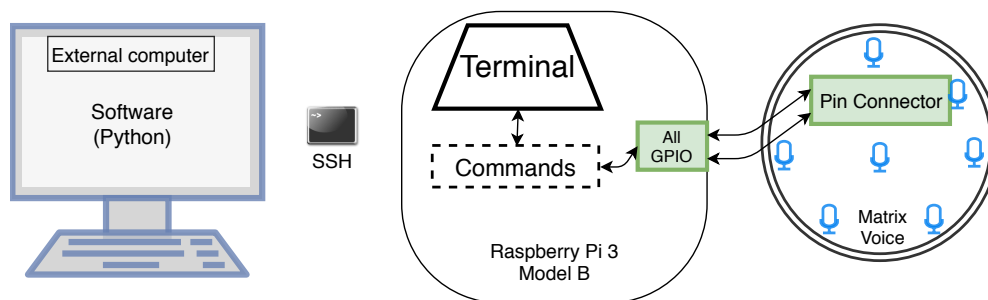 External computer
Software
(Python)
>_
SSH
Terminal
Commands
All
GPIO
Raspberry Pi 3
Model B
Pin Connector
Matrix
Voice